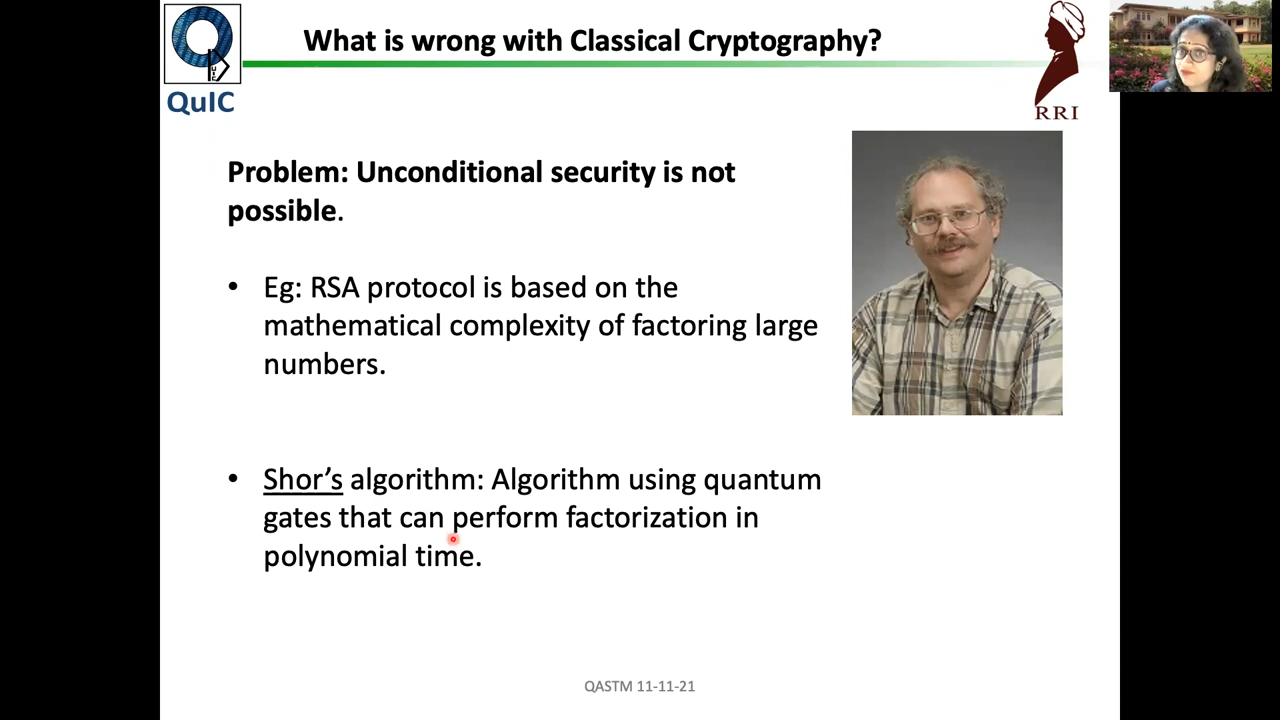 What is wrong with Classical Cryptography?
QuIC
RRI
Problem: Unconditional security is not
possible.
• Eg: RSA protocol is based on the
mathematical complexity of factoring large
numbers.
• Shor’s algorithm: Algorithm using quantum
gates that can perform factorization in
polynomial time.
QASTM 11-11-21